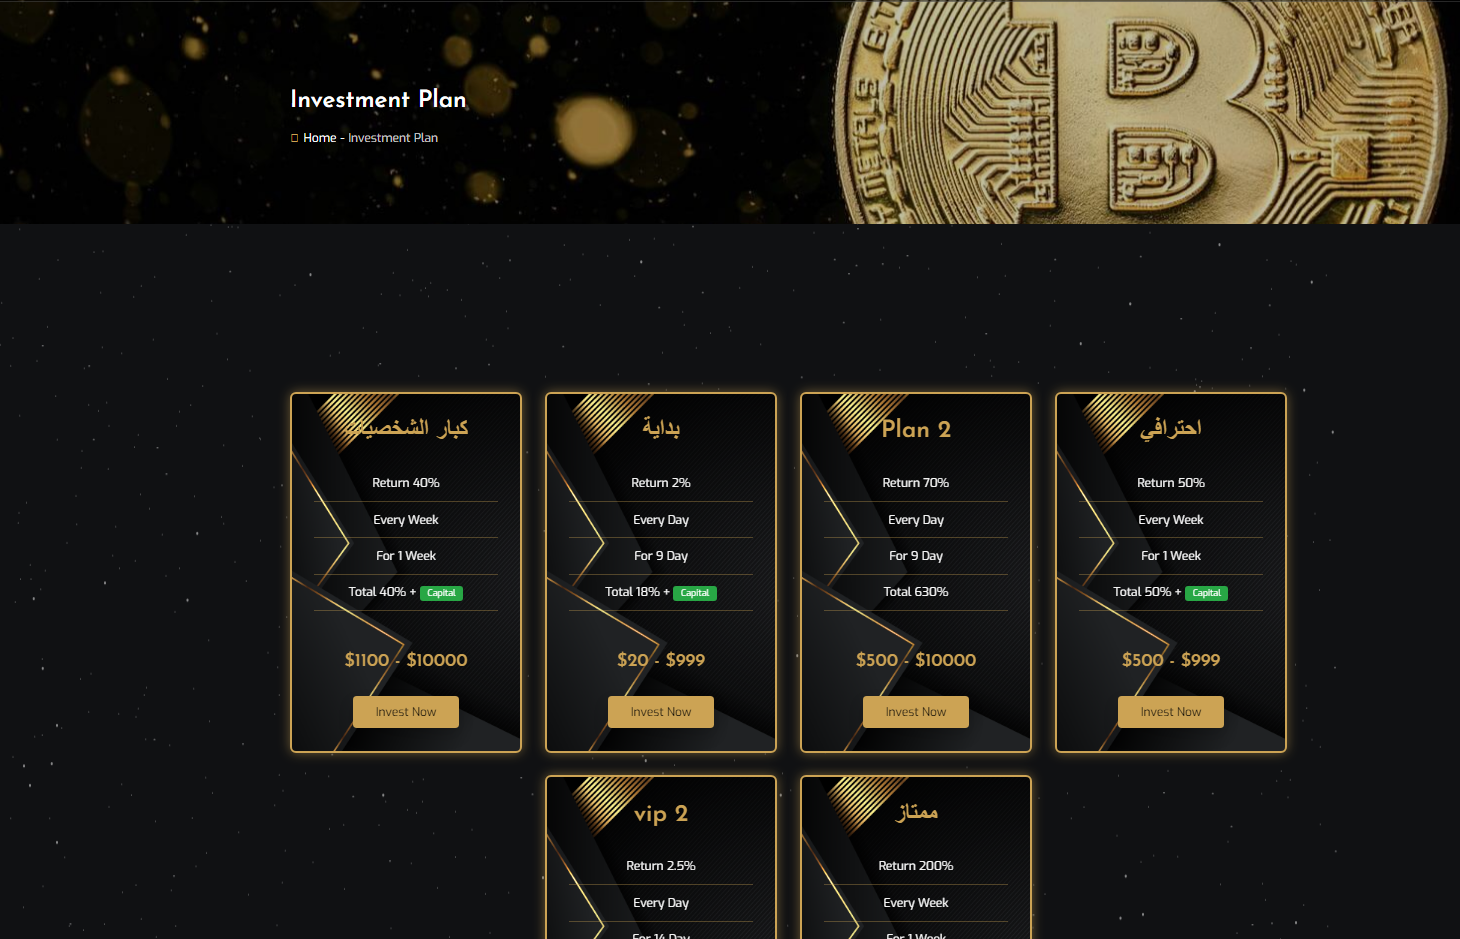 Investment Plan
Home - Investment Plan
كبار الشخصيات
Return 40%
Every Week
For 1 Week
Total 40% + Capital
$1100 - $10000
Invest Now
بداية
Return 2%
Every Day
For 9 Day
Total 18% + Capital
$20 - $999
Invest Now
Plan 2
Return 70%
Every Day
For 9 Day
Total 630%
$500 - $10000
Invest Now
احترافي
Return 50%
Every Week
For 1 Week
Total 50% + Capital
$500 - $999
Invest Now
vip 2
Return 2.5%
Every Day
For 14 Day
ممتاز
Return 200%
Every Week
For 1 Week